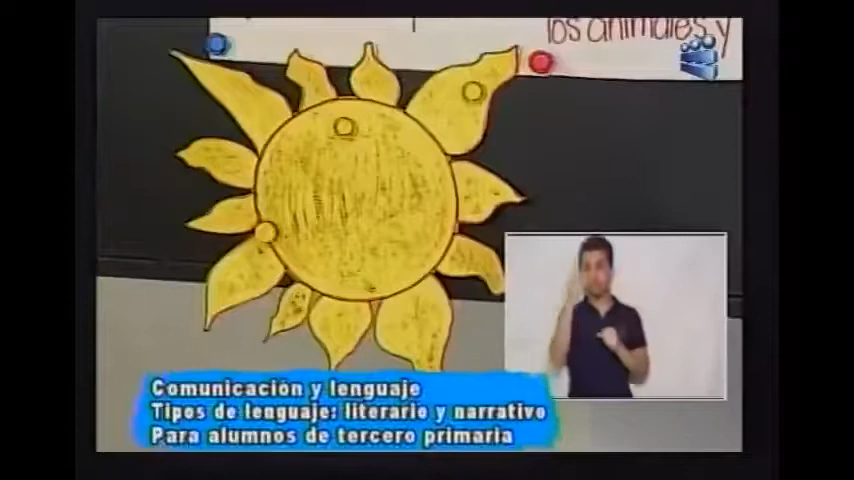 los animales y
Comunicación y lenguaje
Tipos de lenguaje: literario y narrativo
Para alumnos de tercero primaria